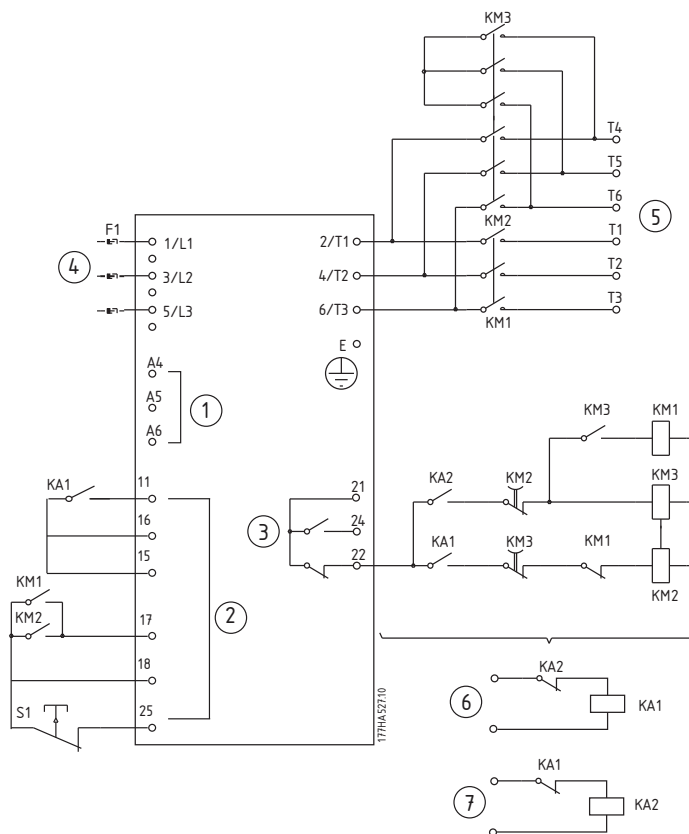 KM3
T4
T5
T6
5
F1
1/L1
2/T1
KM2
T1
4
3/L2
4/T2
T2
5/L3
6/T3
KM1
T3
E
A4
A5
1
A6
KM3
KM1
KA1
11
21
KA2
KM2
KM3
16
3
24
15
22
KA1
KM3
KM1
KM2
KM1
KM2
17
2
18
S1
25
177HA527.10
6
KA2
KA1
7
KA1
KA2